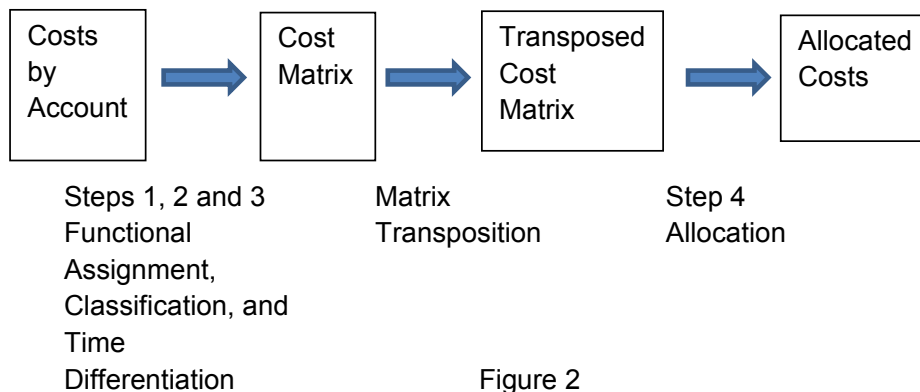 Costs
by
Account
Cost
Matrix
Transposed
Cost
Matrix
Allocated
Costs
Steps 1, 2 and 3
Functional
Assignment,
Classification, and
Time
Differentiation
Matrix
Transposition
Step 4
Allocation
Figure 2